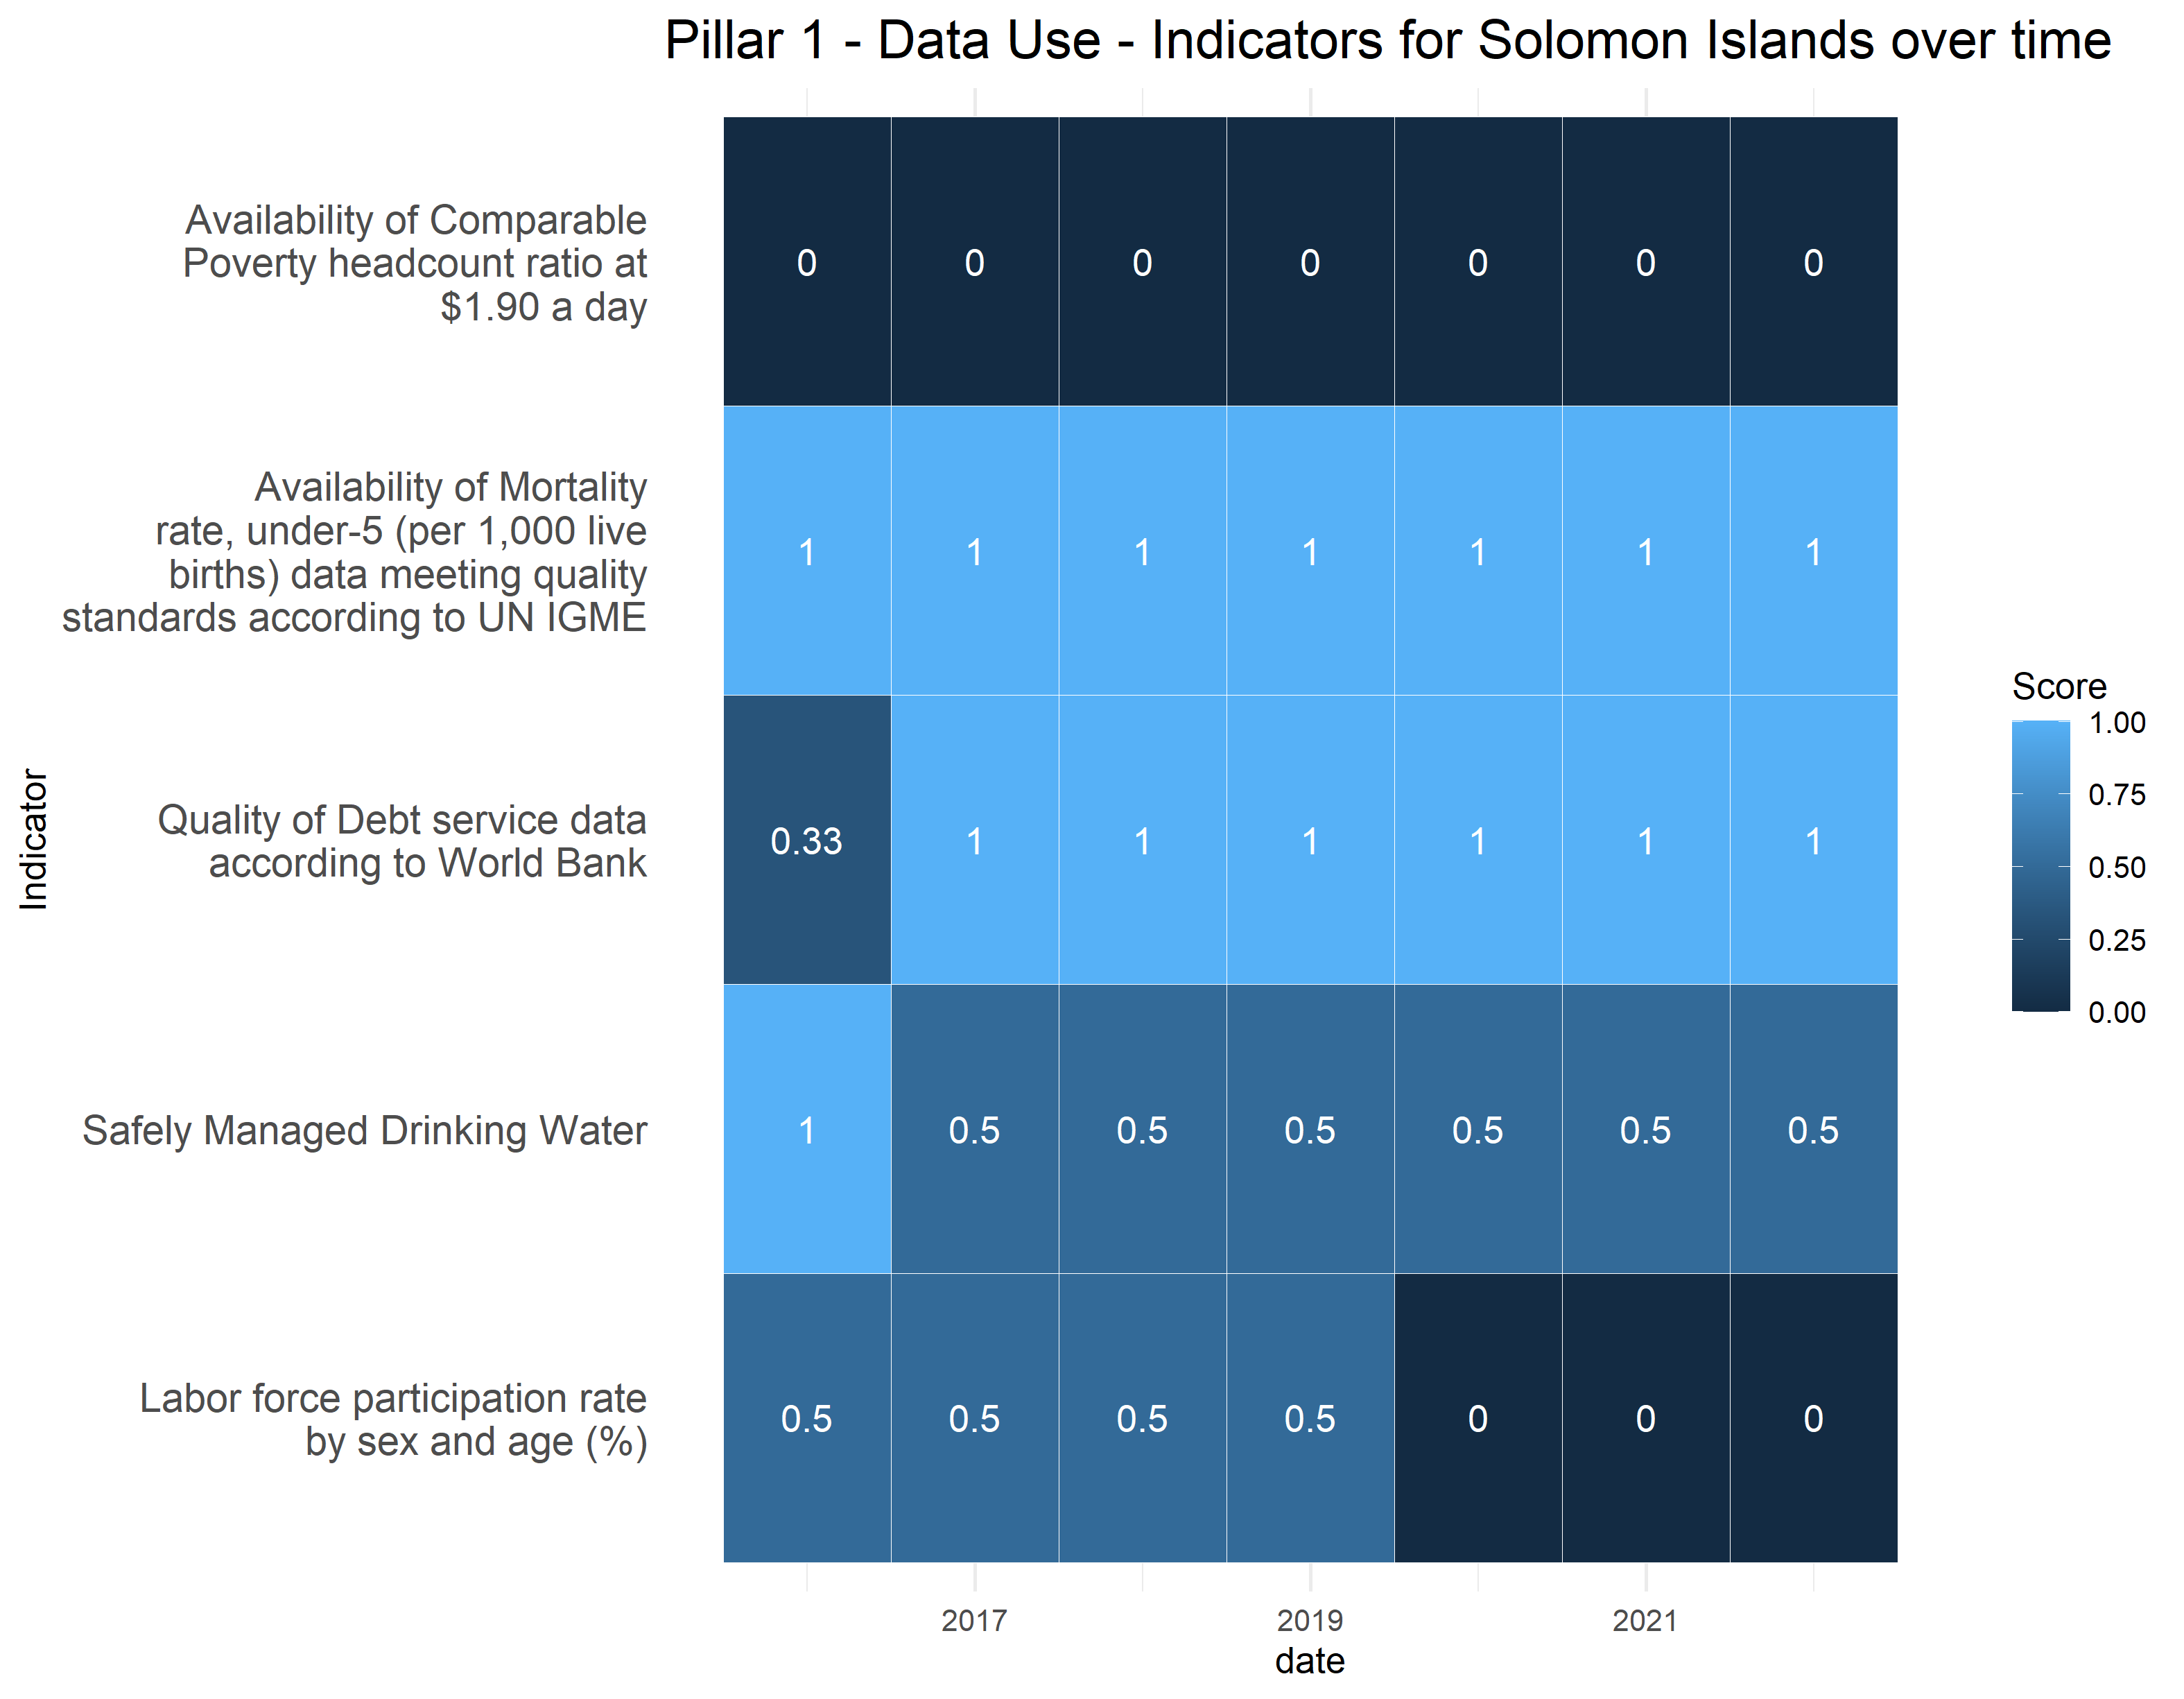 Pillar 1 - Data Use - Indicators for Solomon Islands over time
Indicator
Availability of Comparable
Poverty headcount ratio at
$1.90 a day
0 0 0 0 0 0 0
Availability of Mortality
rate, under-5 (per 1,000 live
births) data meeting quality
standards according to UN IGME
1 1 1 1 1 1 1
Quality of Debt service data
according to World Bank
0.33 1 1 1 1 1 1
Safely Managed Drinking Water
1 0.5 0.5 0.5 0.5 0.5 0.5
Labor force participation rate
by sex and age (%)
0.5 0.5 0.5 0.5 0 0 0
2017 2019 2021
date
Score
1.00
0.75
0.50
0.25
0.00